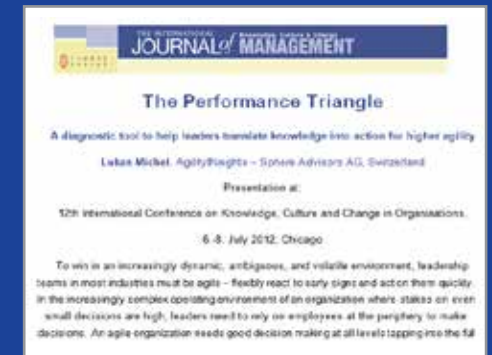 THE INTERNATIONAL
JOURNAL of MANAGEMENT
The Performance Triangle
A diagnostic tool to help leaders translate knowledge into action for higher agility
Lukas Michel, AgilityINsights – Sphere Advisors AG, Switzerland
Presentation at:
12th International Conference on Knowledge, Culture and Change in Organisations,
6-8. July 2012, Chicago
To win in an increasingly dynamic, ambiguous, and volatile environment, leadership
teams in most industries must be agile – flexibly react to early signs and act on them quickly.
In the increasingly complex operating environment of an organization where stakes on even
small decisions are high, leaders need to rely on employees at the periphery to make
decisions. An agile organization needs good decision making at all levels tapping into the full